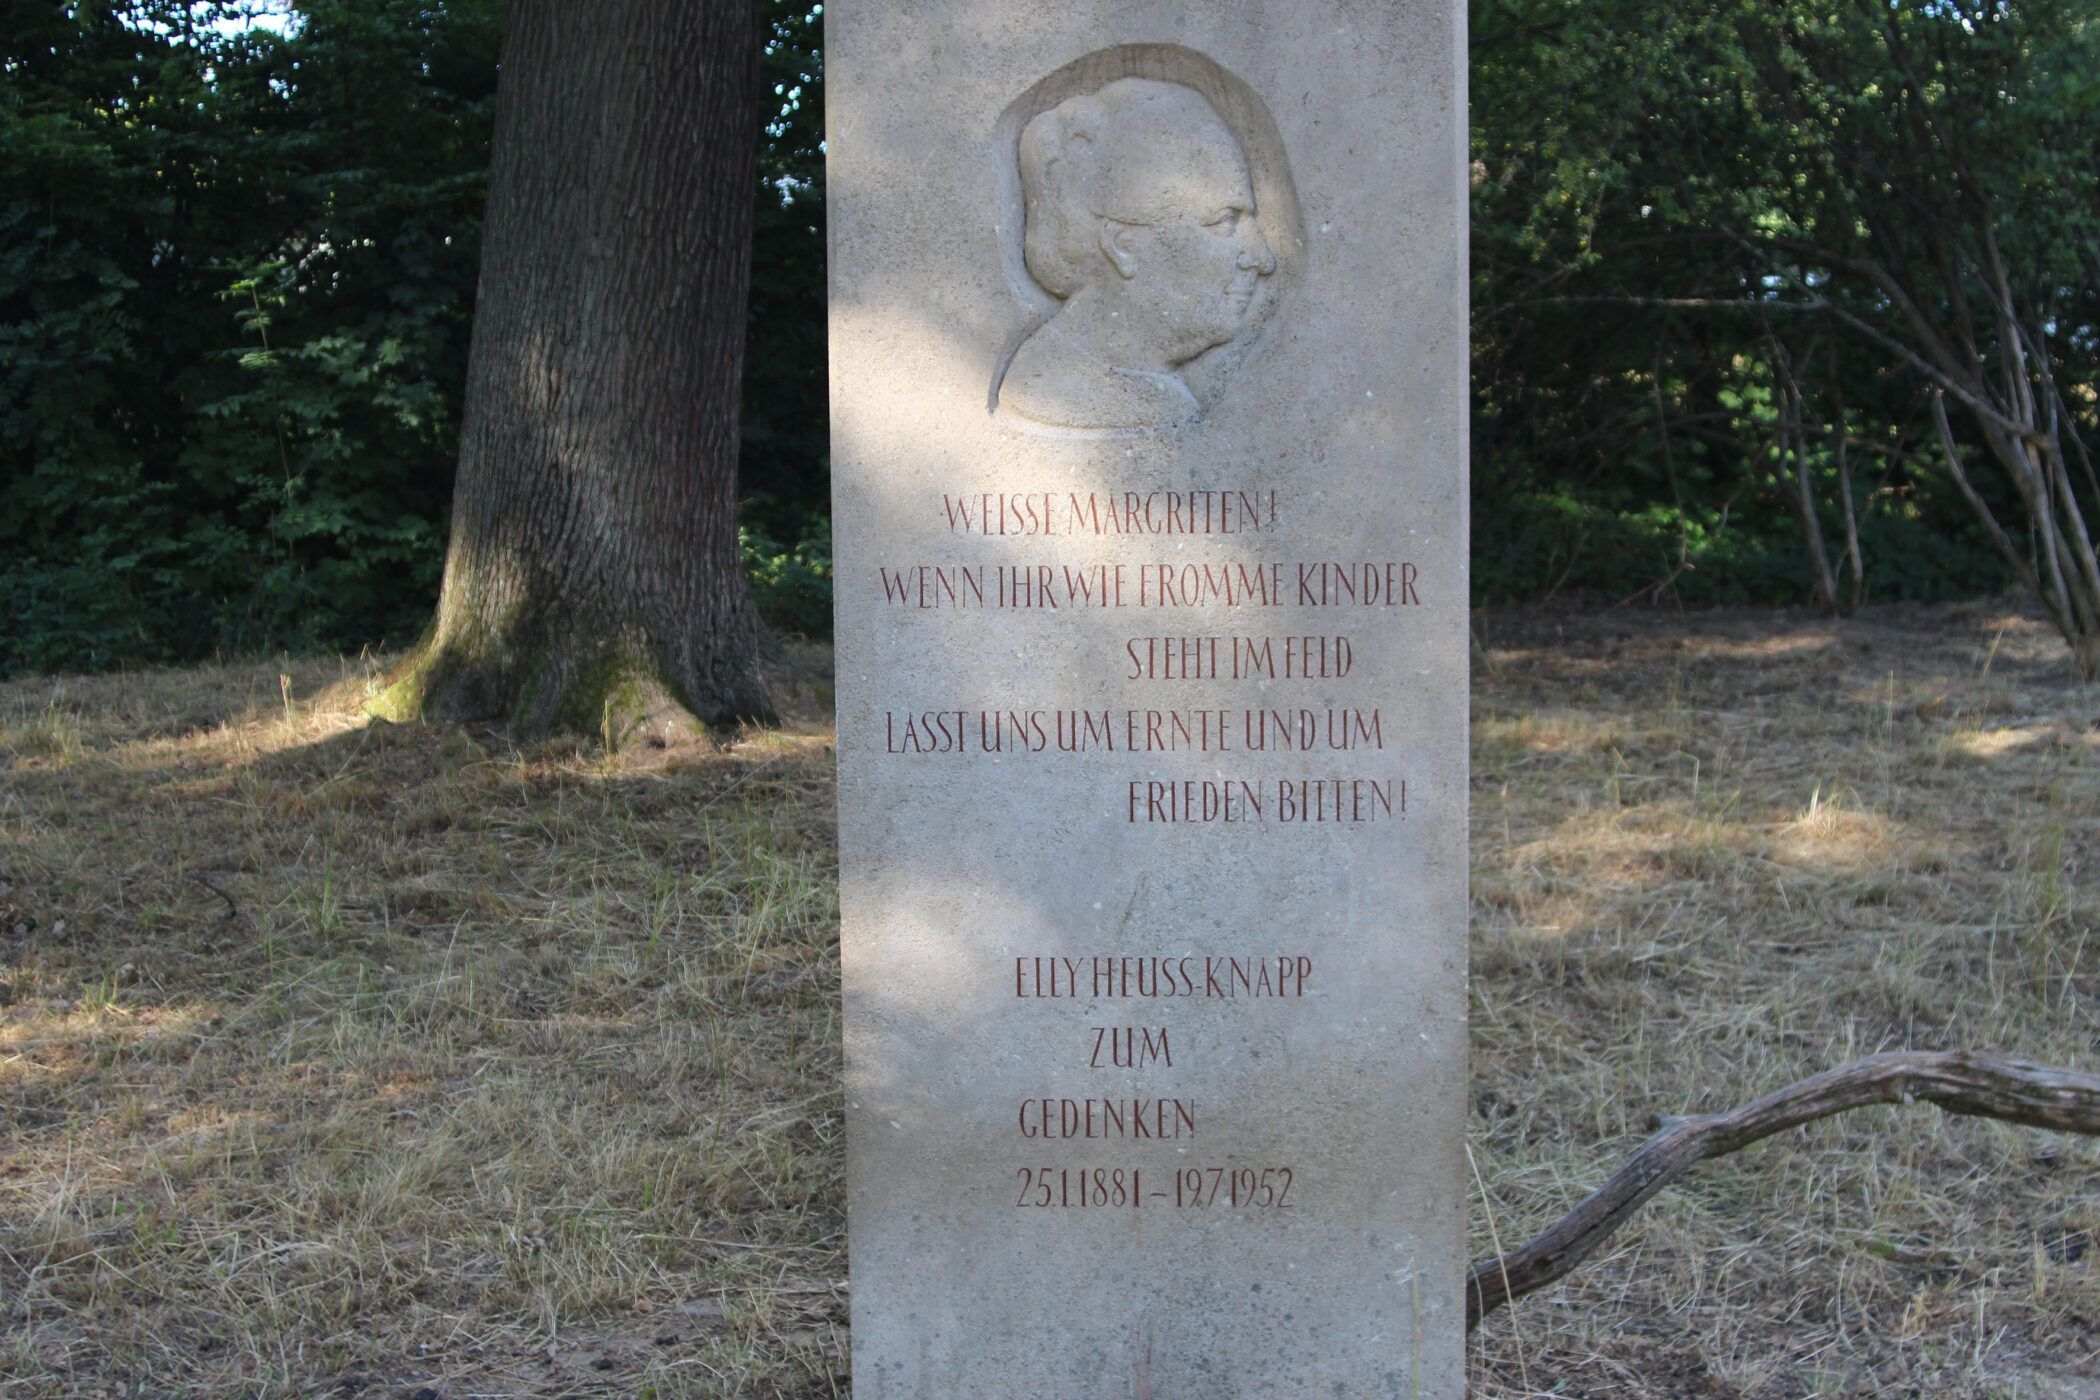 WEISSE MARGRITEN!
WENN IHR WIE FROMME KINDER
STEHT IM FELD
LASST UNS UM ERNTE UND UM
FRIEDEN BITTEN!
ELLY HEUSS-KNAPP
ZUM
GEDENKEN
25.1.1881 – 19.7.1952